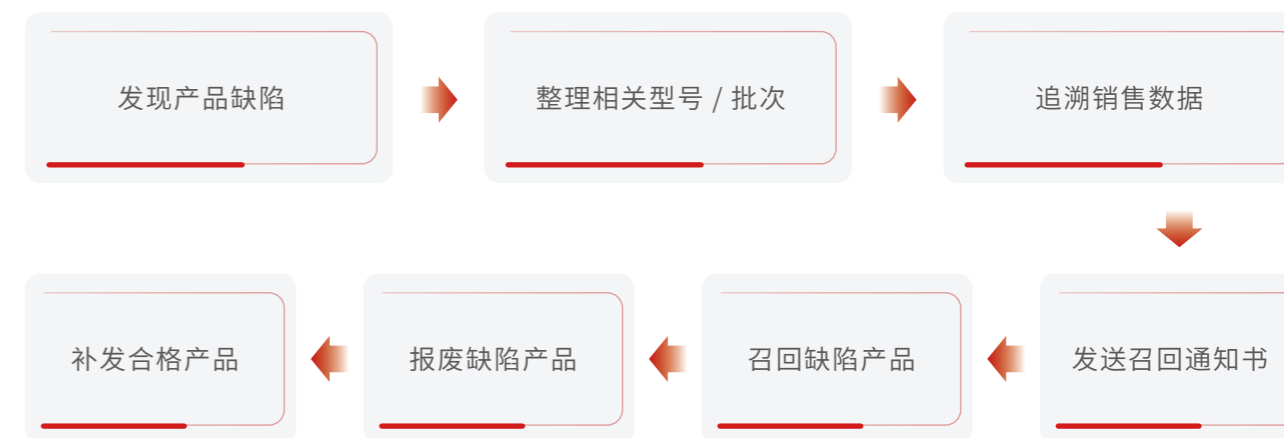 发现产品缺陷
整理相关型号 / 批次
追溯销售数据
发送召回通知书
召回缺陷产品
报废缺陷产品
补发合格产品